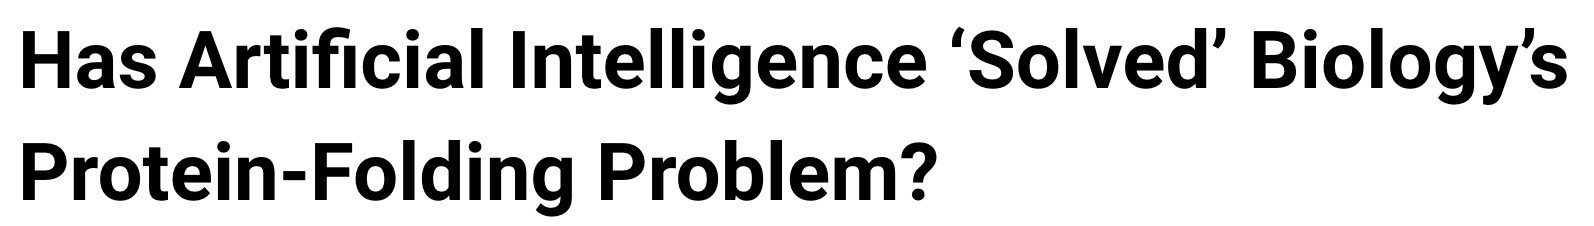 Has Artificial Intelligence ‘Solved’ Biology’s
Protein-Folding Problem?